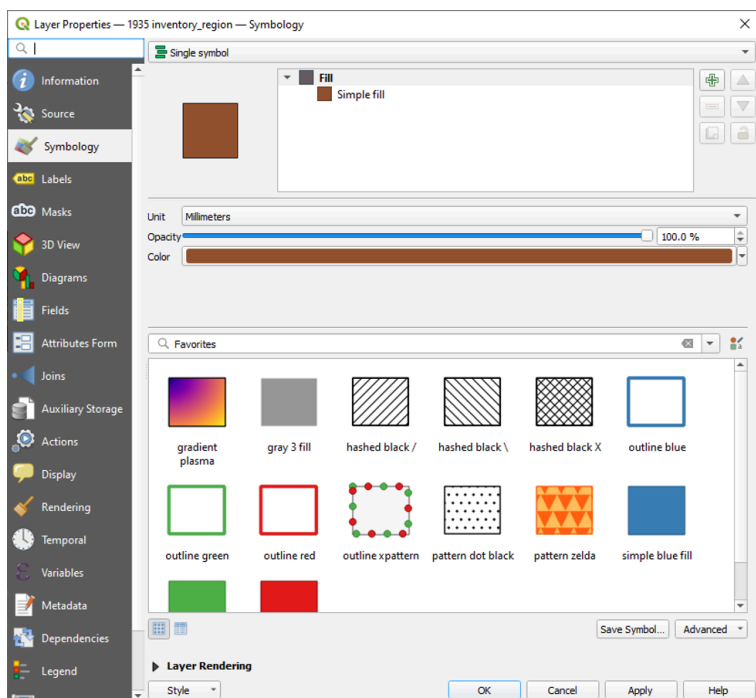 Layer Properties — 1935 inventory_region — Symbology
Single symbol
Information
Source
Symbology
abc Labels
abc Masks
3D View
Diagrams
Fields
Attributes Form
Joins
Auxiliary Storage
Actions
Display
Rendering
Temporal
Variables
Metadata
Dependencies
Legend
Fill
Simple fill
Unit Millimeters
Opacity 100.0 %
Color
Favorites
gradient plasma
gray 3 fill
hashed black /
hashed black \
hashed black X
outline blue
outline green
outline red
outline xpattern
pattern dot black
pattern zelda
simple blue fill
Save Symbol... Advanced
Layer Rendering
Style OK Cancel Apply Help